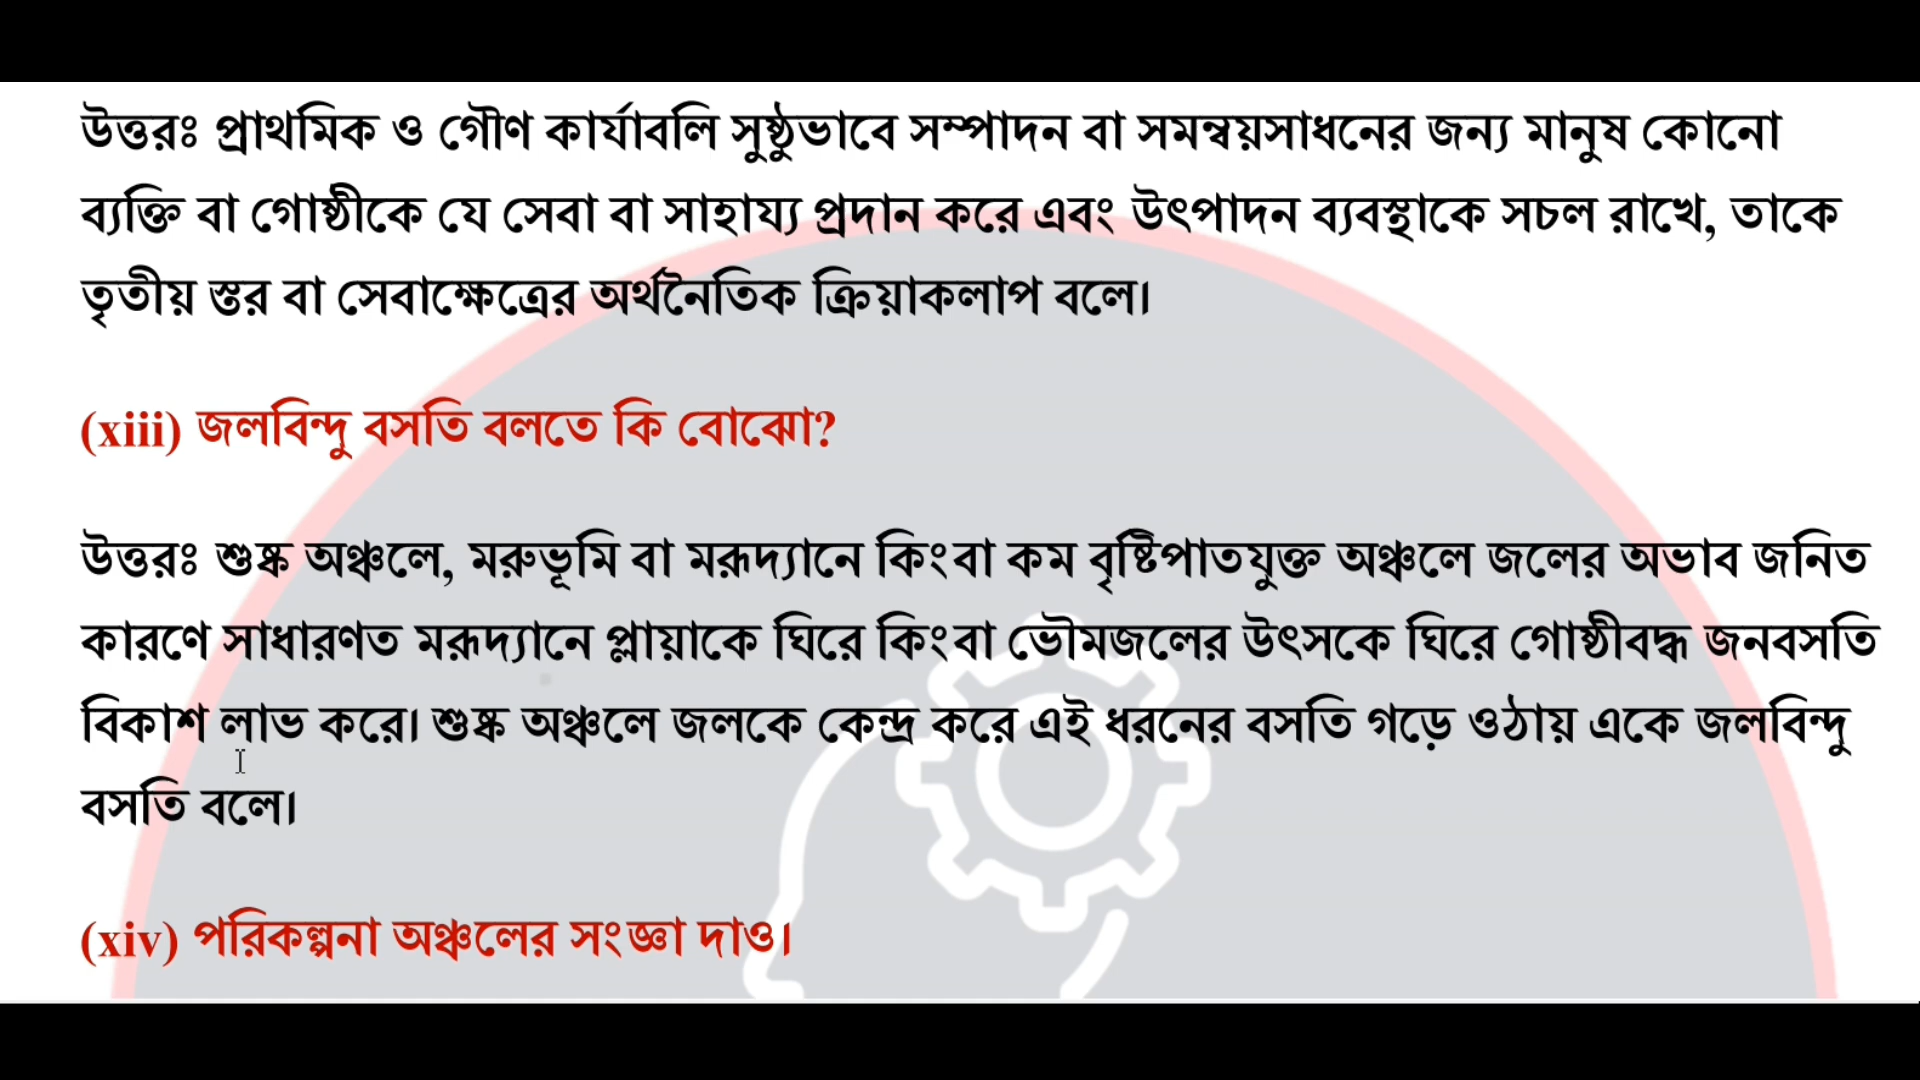 উত্তরঃ প্রাথমিক ও গৌণ কার্যাবলি সুষ্ঠুভাবে সম্পাদন বা সমন্বয়সাধনের জন্য মানুষ কোনো
ব্যক্তি বা গোষ্ঠীকে যে সেবা বা সাহায্য প্রদান করে এবং উৎপাদন ব্যবস্থাকে সচল রাখে, তাকে
তৃতীয় স্তর বা সেবাক্ষেত্রের অর্থনৈতিক ক্রিয়াকলাপ বলে।
(xiii) জলবিন্দু বসতি বলতে কি বোঝো?
উত্তরঃ শুষ্ক অঞ্চলে, মরুভূমি বা মরূদ্যানে কিংবা কম বৃষ্টিপাতযুক্ত অঞ্চলে জলের অভাব জনিত
কারণে সাধারণত মরূদ্যানে প্লায়াকে ঘিরে কিংবা ভৌমজলের উৎসকে ঘিরে গোষ্ঠীবদ্ধ জনবসতি
বিকাশ লাভ করে। শুষ্ক অঞ্চলে জলকে কেন্দ্র করে এই ধরনের বসতি গড়ে ওঠায় একে জলবিন্দু
বসতি বলে।
(xiv) পরিকল্পনা অঞ্চলের সংজ্ঞা দাও।